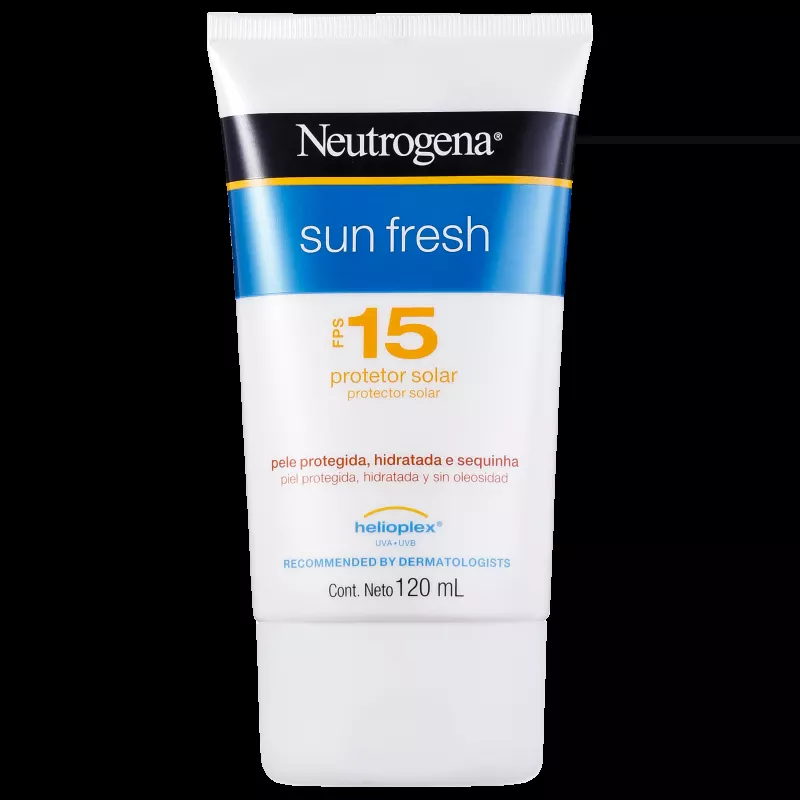 Neutrogena®
sun fresh
FPS 15
protetor solar
protector solar
pele protegida, hidratada e sequinha
piel protegida, hidratada y sin oleosidad
helioplex®
UVA•UVB
RECOMMENDED BY DERMATOLOGISTS
Cont. Neto 120 mL